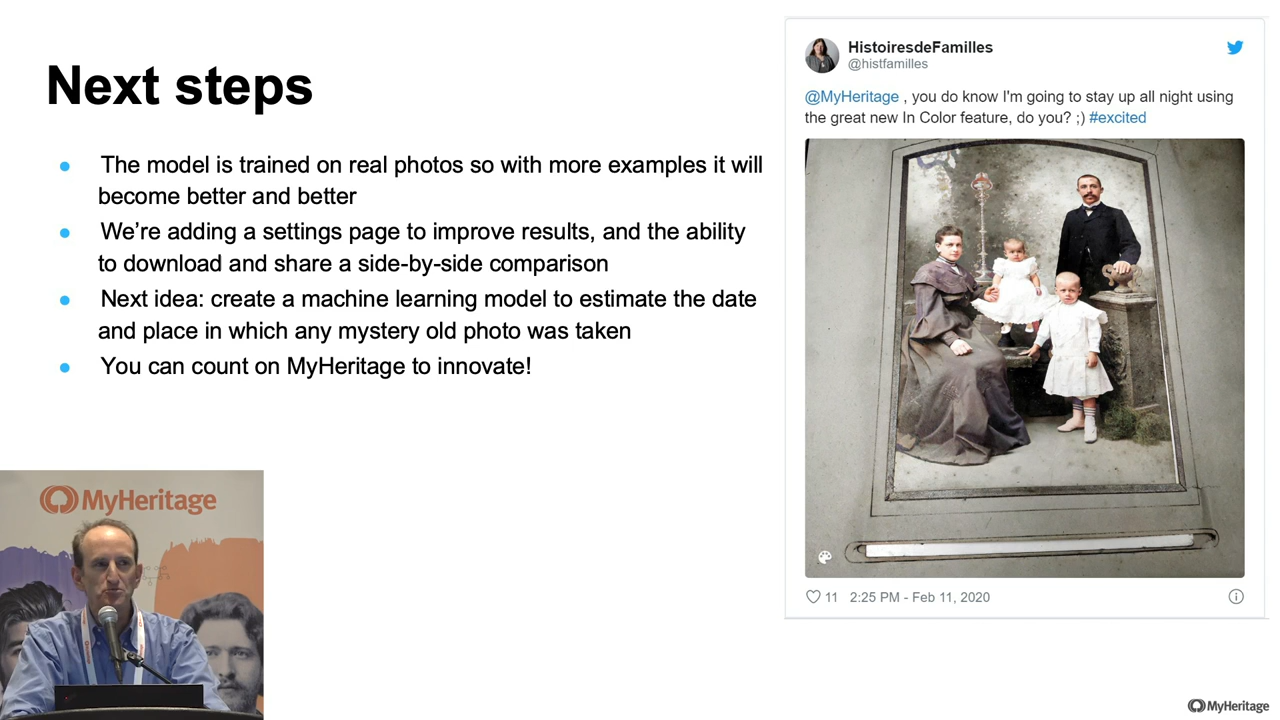 Next steps
The model is trained on real photos so with more examples it will
become better and better
We’re adding a settings page to improve results, and the ability
to download and share a side-by-side comparison
Next idea: create a machine learning model to estimate the date
and place in which any mystery old photo was taken
You can count on MyHeritage to innovate!
HistoiresdeFamilles
@histfamilles
@MyHeritage , you do know I'm going to stay up all night using
the great new In Color feature, do you? ;) #excited
11 2:25 PM - Feb 11, 2020
MyHeritage
MyHeritage